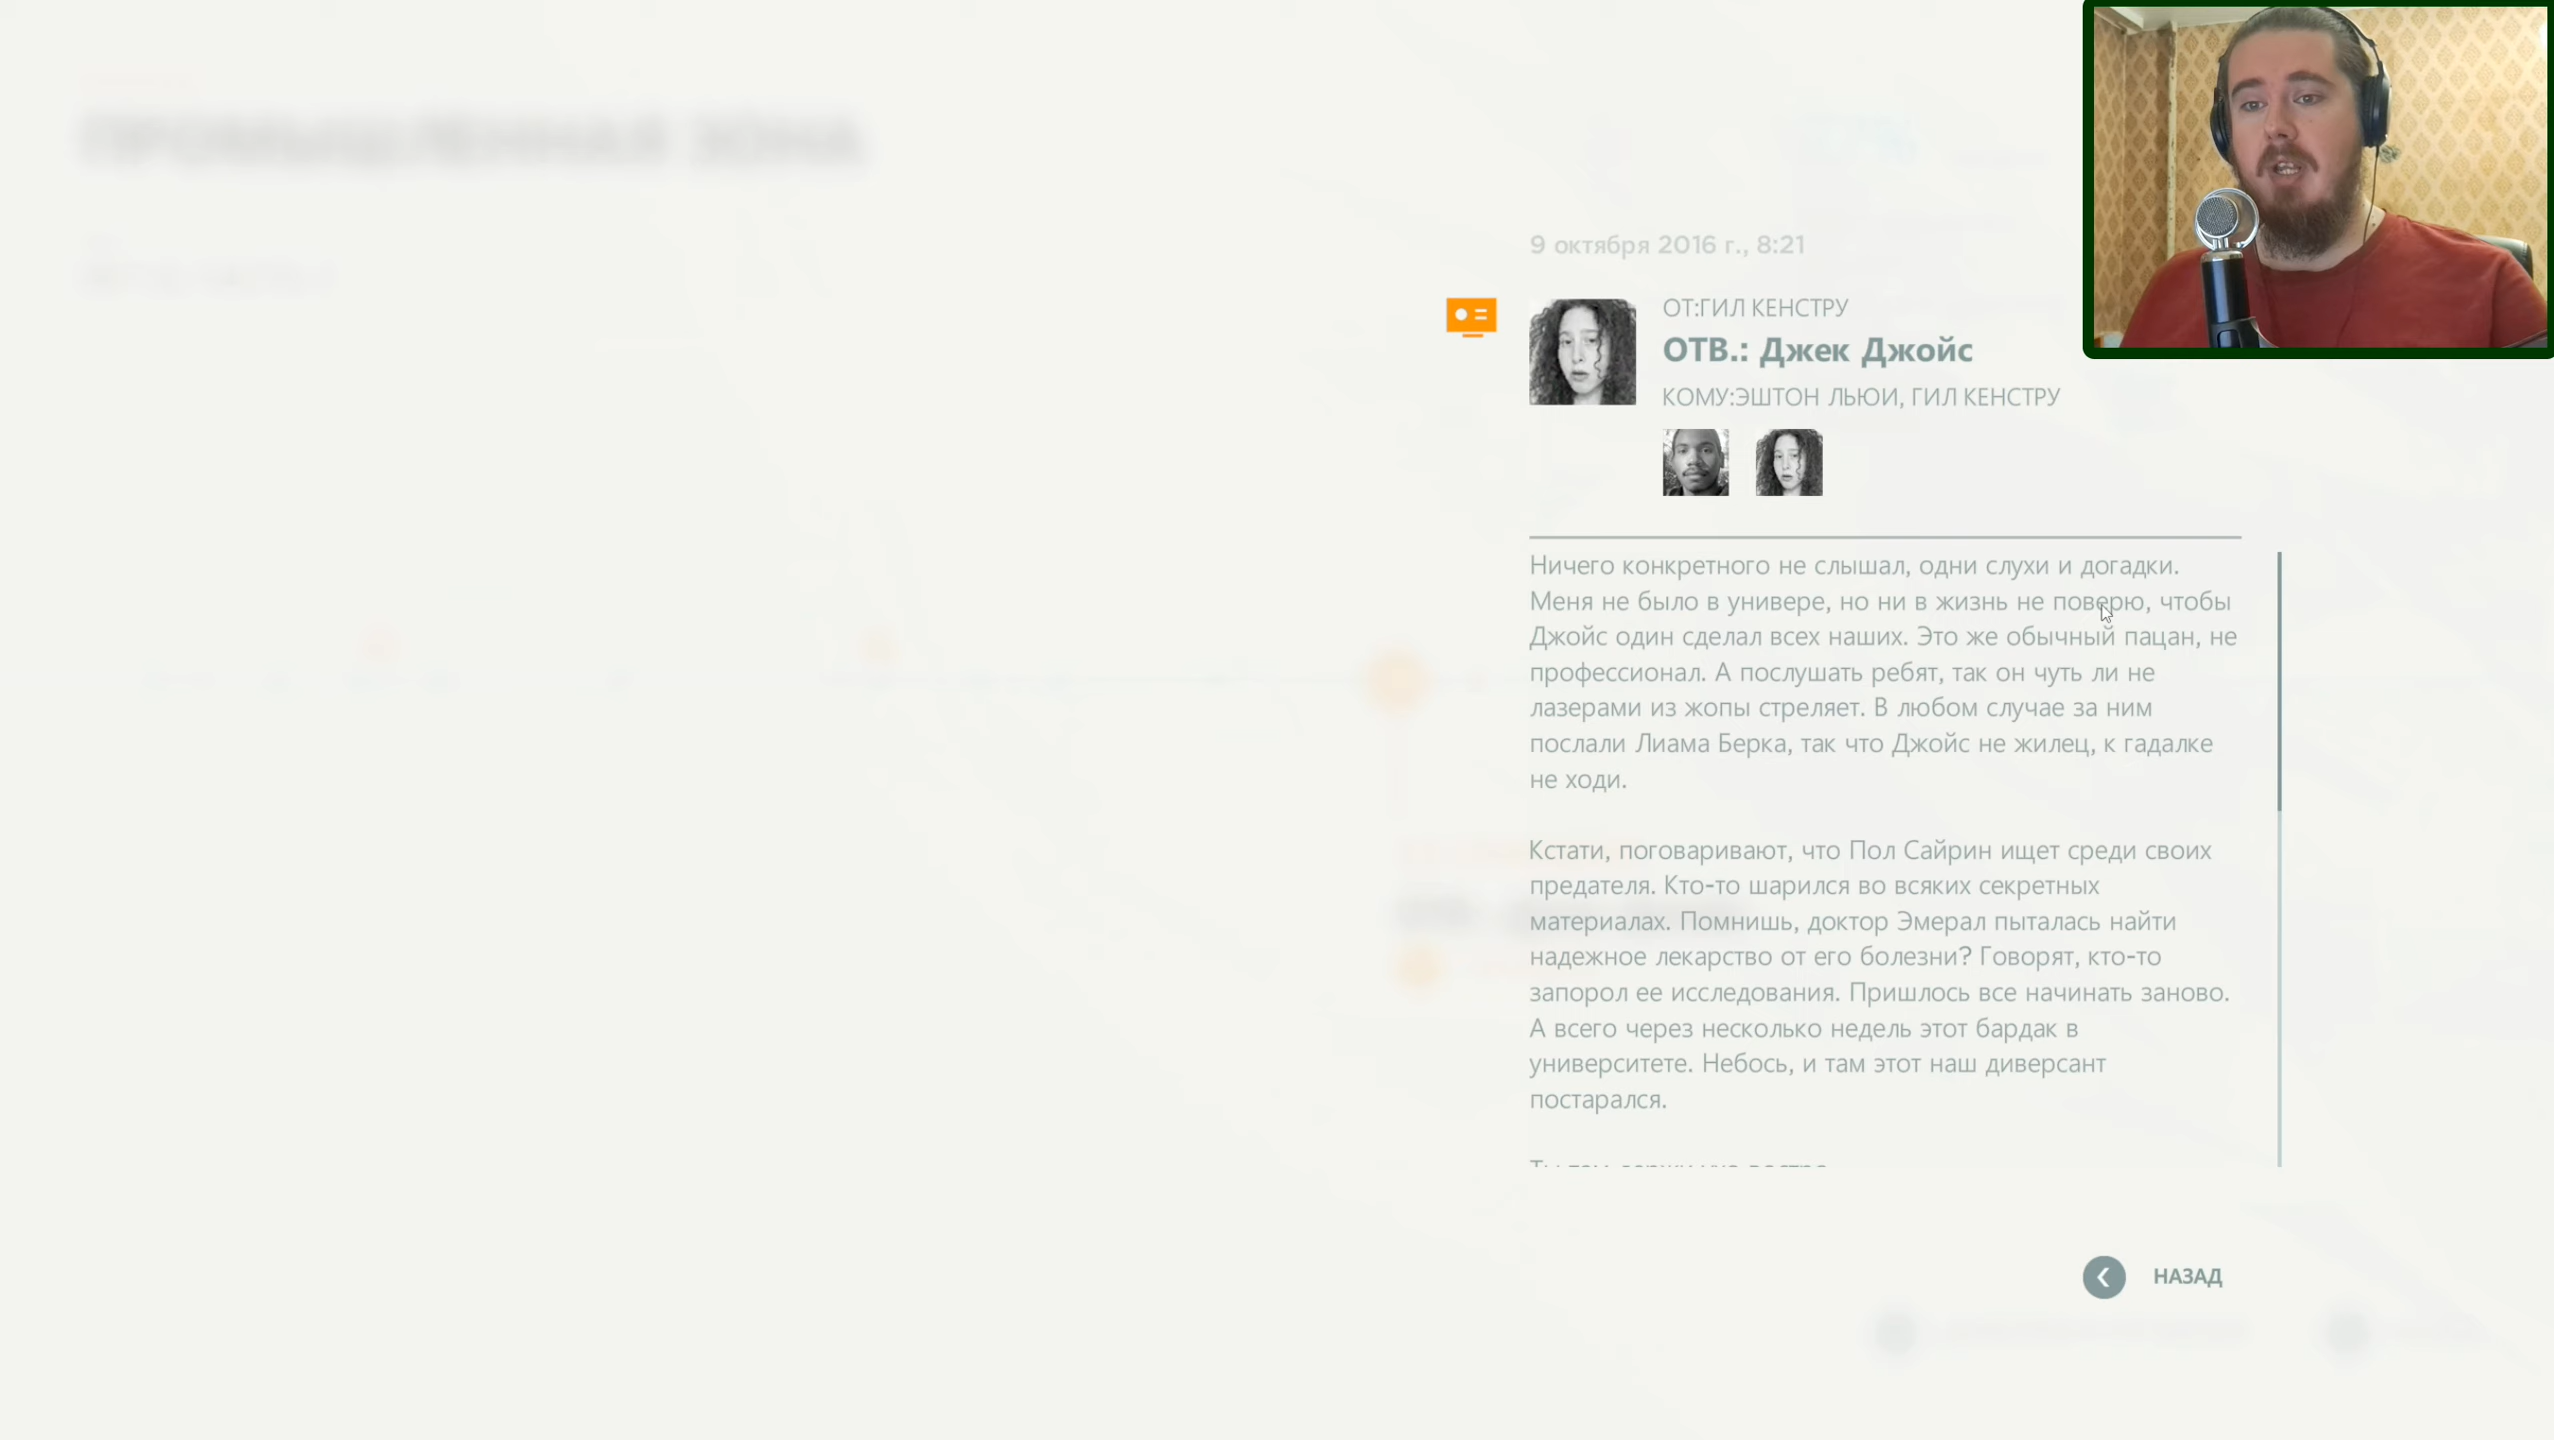 ПРОМЫШЛЕННАЯ ЗОНА
9 октября 2016 г., 8:21
ОТ:ГИЛ КЕНСТРУ
ОТВ.: Джек Джойс
КОМУ:ЭШТОН ЛЬЮИ, ГИЛ КЕНСТРУ
Ничего конкретного не слышал, одни слухи и догадки.
Меня не было в универе, но ни в жизнь не поверю, чтобы
Джойс один сделал всех наших. Это же обычный пацан, не
профессионал. А послушать ребят, так он чуть ли не
лазерами из жопы стреляет. В любом случае за ним
послали Лиама Берка, так что Джойс не жилец, к гадалке
не ходи.
Кстати, поговаривают, что Пол Сайрин ищет среди своих
предателя. Кто-то шарился во всяких секретных
материалах. Помнишь, доктор Эмерал пыталась найти
надежное лекарство от его болезни? Говорят, кто-то
запорол ее исследования. Пришлось все начинать заново.
А всего через несколько недель этот бардак в
университете. Небось, и там этот наш диверсант
постарался.
НАЗАД